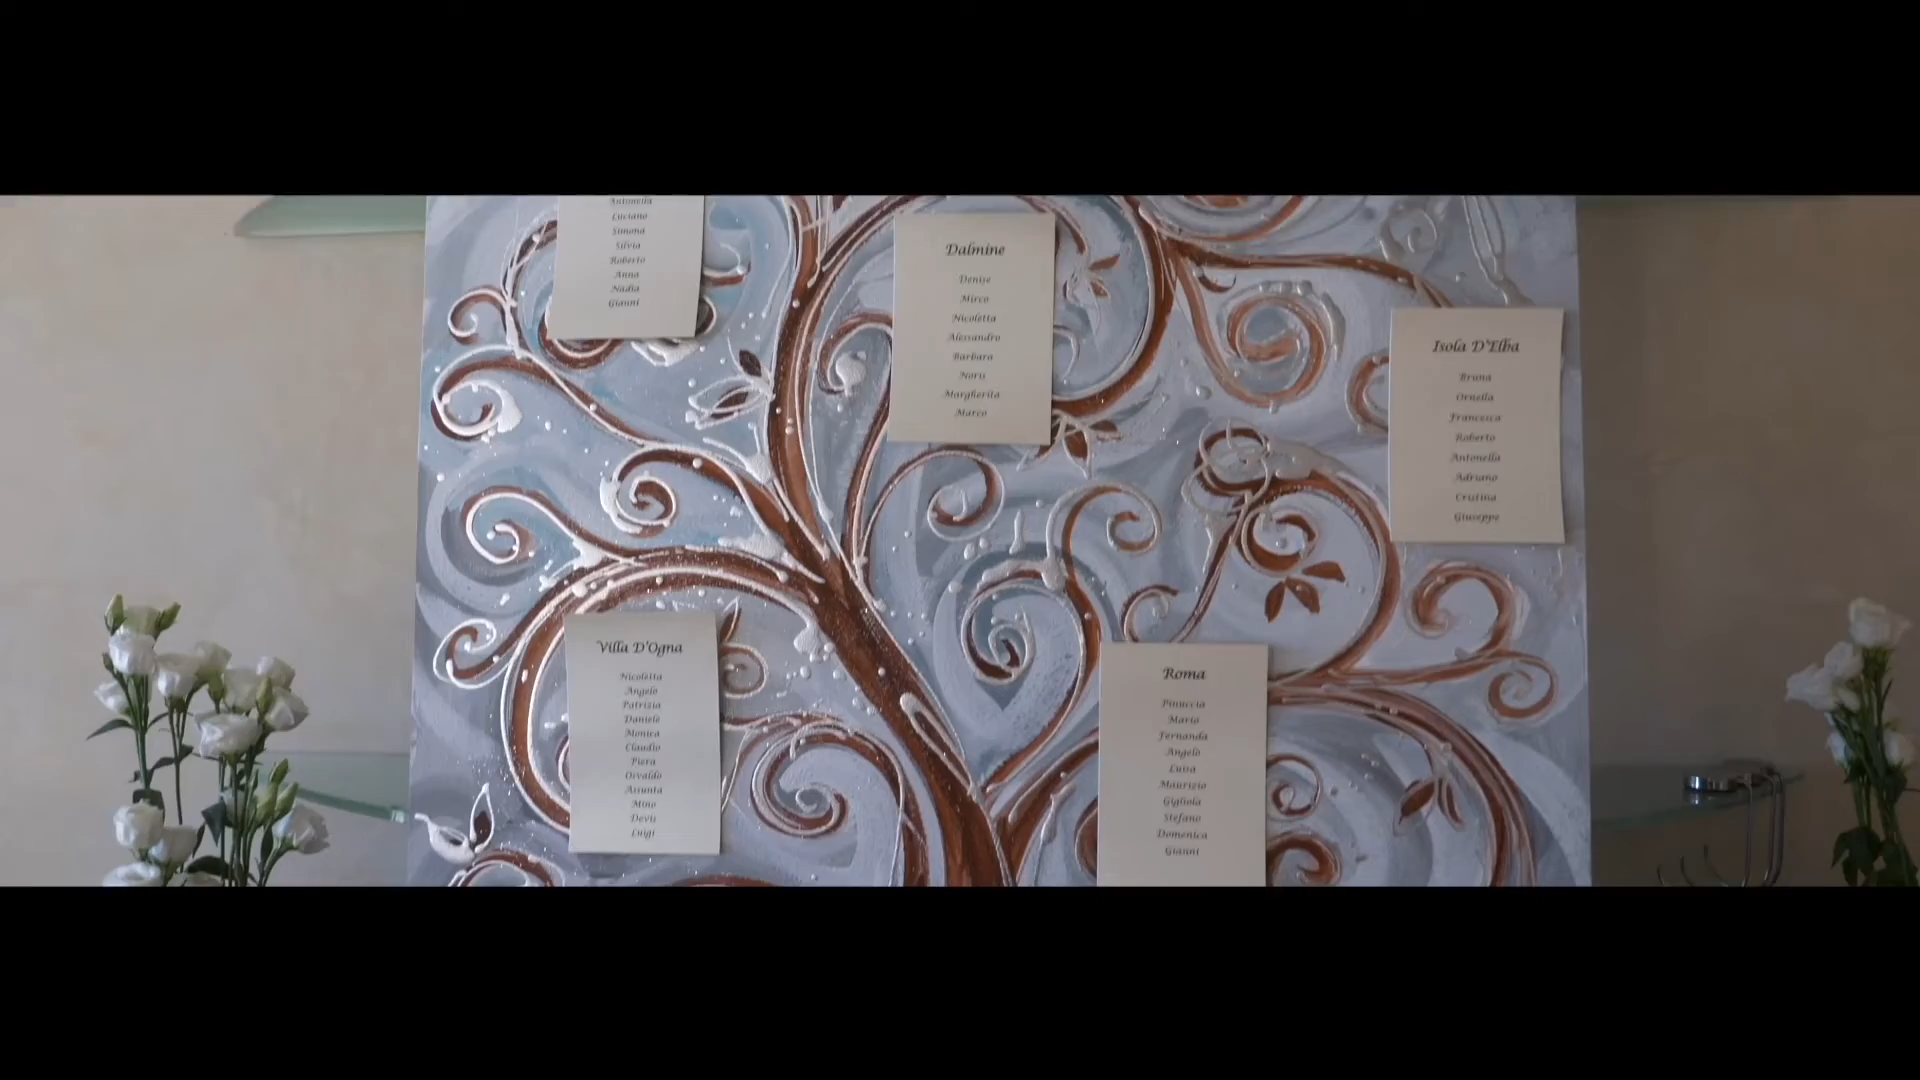 Antonella
Luciano
Simona
Silvia
Roberto
Anna
Nadia
Gianni
Dalmine
Denise
Mirco
Nicoletta
Alessandro
Barbara
Noris
Margherita
Marco
Isola D'Elba
Bruna
Ornella
Francesca
Roberto
Antonella
Adriano
Cristina
Giuseppe
Villa D'Ogna
Nicoletta
Angelo
Patrizia
Daniele
Monica
Claudio
Piera
Osvaldo
Assunta
Mino
Devis
Luigi
Roma
Pinuccia
Mario
Fernanda
Angelo
Luisa
Maurizio
Gigliola
Stefano
Domenica
Gianni